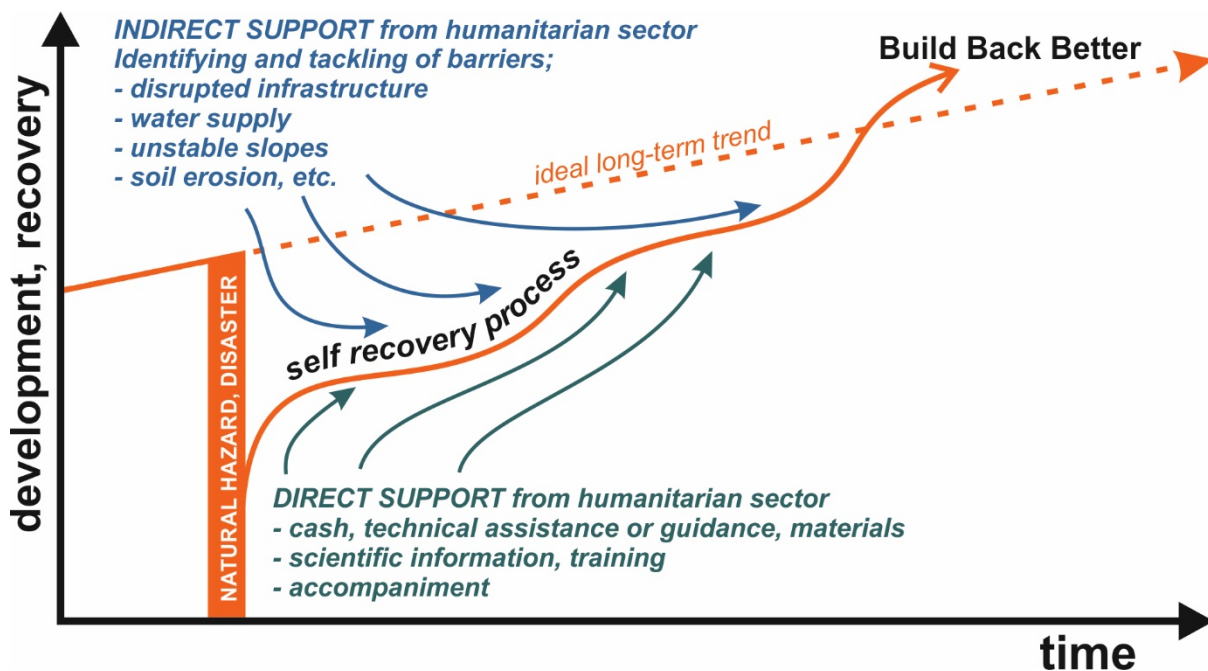 INDIRECT SUPPORT from humanitarian sector
Identifying and tackling of barriers;
- disrupted infrastructure
- water supply
- unstable slopes
- soil erosion, etc.
Build Back Better
ideal long-term trend
development, recovery
NATURAL HAZARD, DISASTER
self recovery process
DIRECT SUPPORT from humanitarian sector
- cash, technical assistance or guidance, materials
- scientific information, training
- accompaniment
time